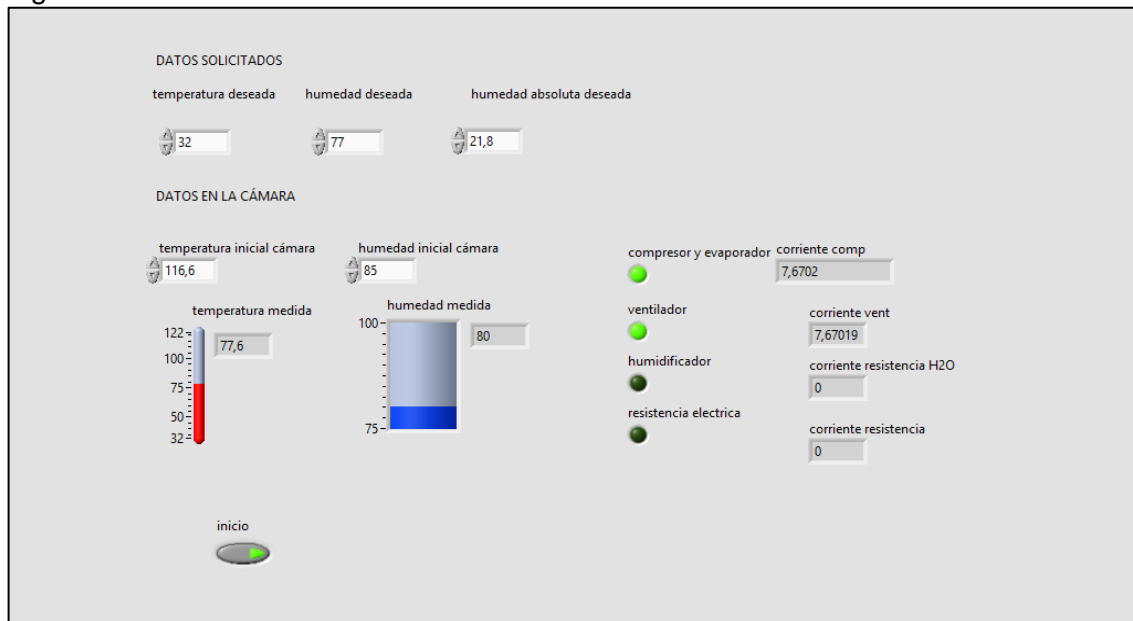 DATOS SOLICITADOS
temperatura deseada humedad deseada humedad absoluta deseada
32 77 21,8
DATOS EN LA CÁMARA
temperatura inicial cámara humedad inicial cámara
116,6 85
temperatura medida humedad medida
122 77,6 100 80
100
75
50
32 75
compresor y evaporador corriente comp
7,6702
ventilador corriente vent
7,67019
humidificador corriente resistencia H2O
0
resistencia electrica corriente resistencia
0
inicio